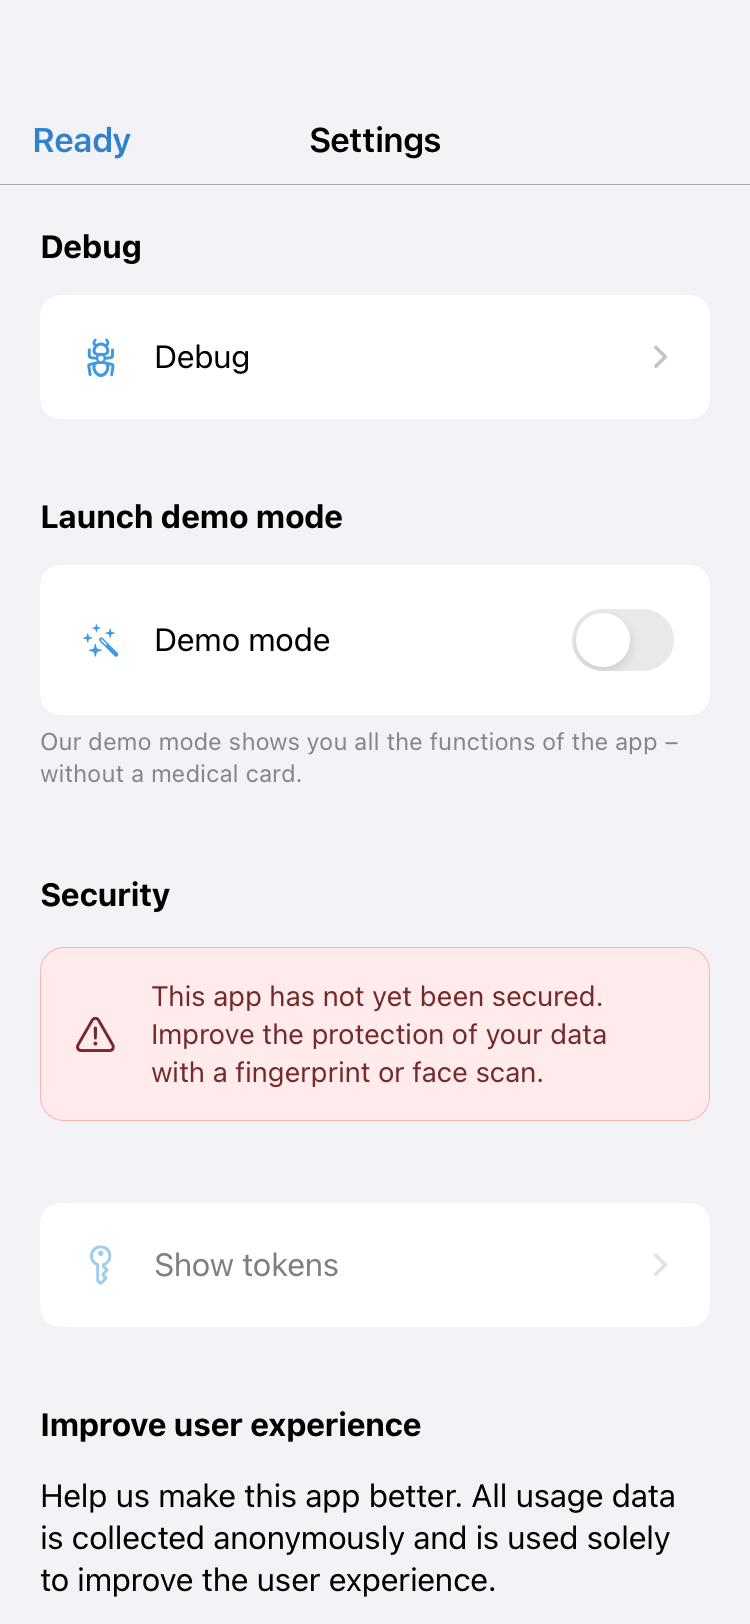 Ready
Settings
Debug
Debug
Launch demo mode
Demo mode
Our demo mode shows you all the functions of the app –
without a medical card.
Security
This app has not yet been secured.
Improve the protection of your data
with a fingerprint or face scan.
Show tokens
Improve user experience
Help us make this app better. All usage data
is collected anonymously and is used solely
to improve the user experience.